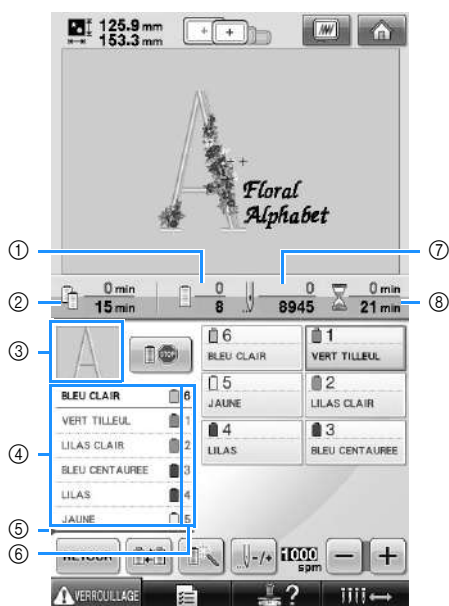 125.9 mm
153.3 mm
Floral
Alphabet
①
⑦
0 min
0
0
0 min
②
15 min
8
8945
21 min
⑧
③
6
BLEU CLAIR
1
VERT TILLEUL
④
BLEU CLAIR 6
VERT TILLEUL 1
LILAS CLAIR 2
BLEU CENTAUREE 3
LILAS 4
JAUNE 5
5
JAUNE
2
LILAS CLAIR
4
LILAS
3
BLEU CENTAUREE
⑤
⑥
RETOUR
-/+
1000
spm
−
+
VERROUILLAGE
?